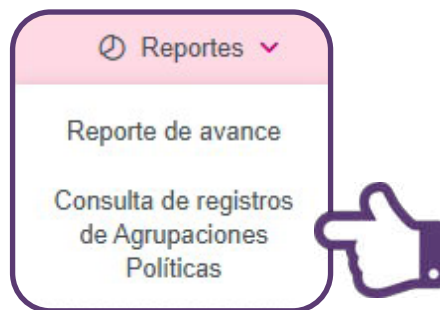 Reportes
Reporte de avance
Consulta de registros
de Agrupaciones
Políticas